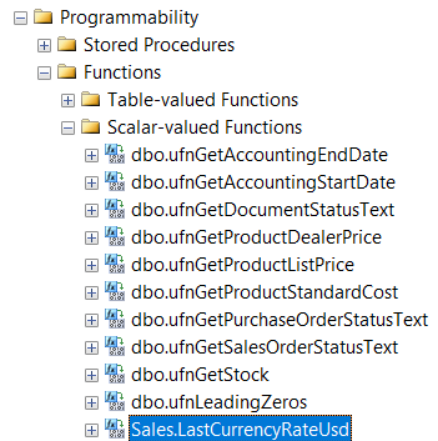 Programmability
Stored Procedures
Functions
Table-valued Functions
Scalar-valued Functions
dbo.ufnGetAccountingEndDate
dbo.ufnGetAccountingStartDate
dbo.ufnGetDocumentStatusText
dbo.ufnGetProductDealerPrice
dbo.ufnGetProductListPrice
dbo.ufnGetProductStandardCost
dbo.ufnGetPurchaseOrderStatusText
dbo.ufnGetSalesOrderStatusText
dbo.ufnGetStock
dbo.ufnLeadingZeros
Sales.LastCurrencyRateUsd